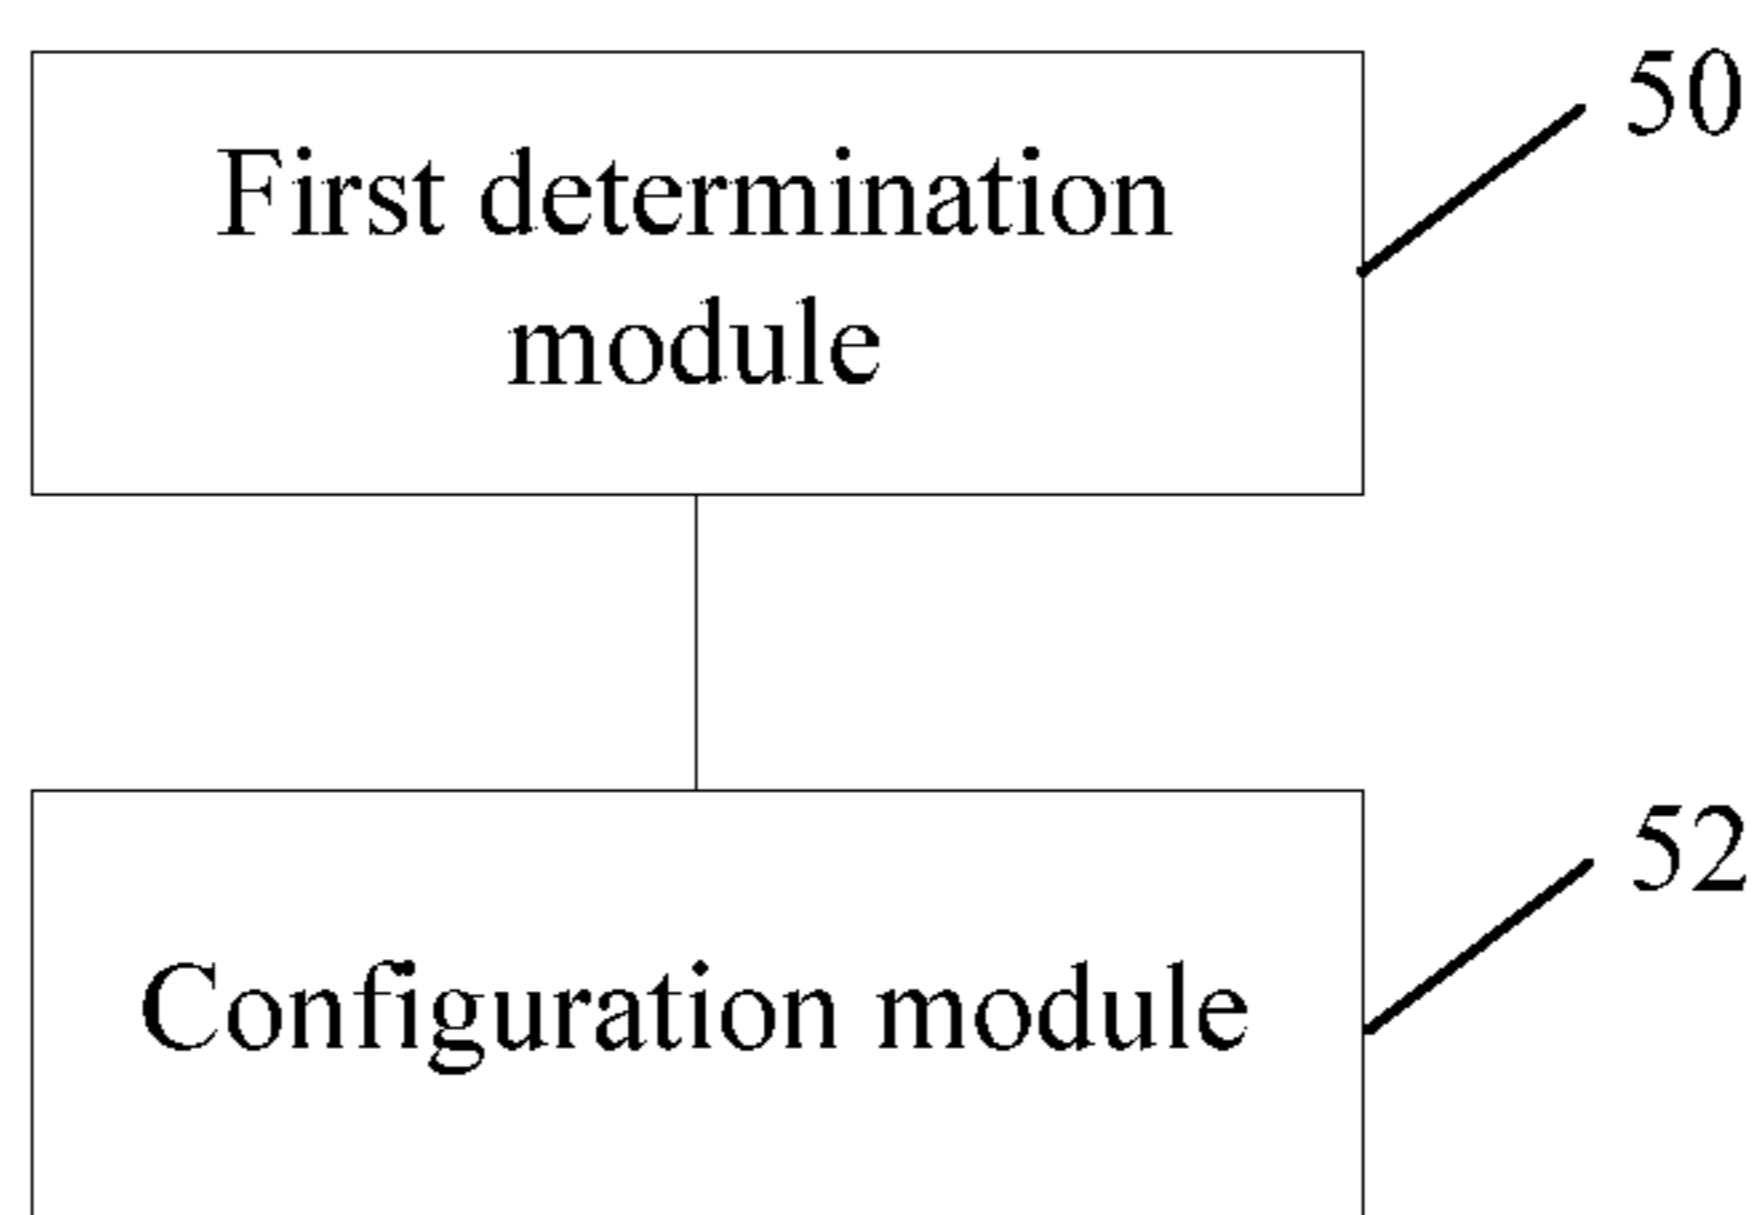 50
First determination
module
52
Configuration module